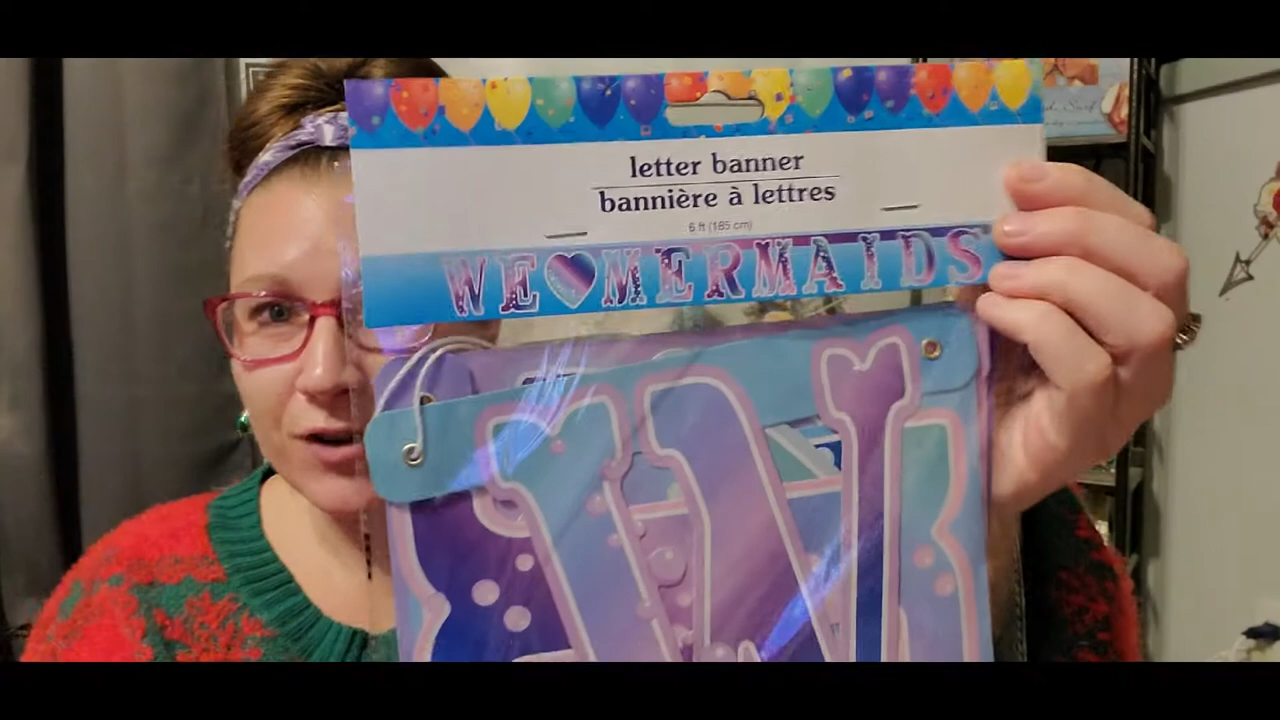 letter banner
bannière à lettres
6 ft (185 cm)
WE♥MERMAIDS
W